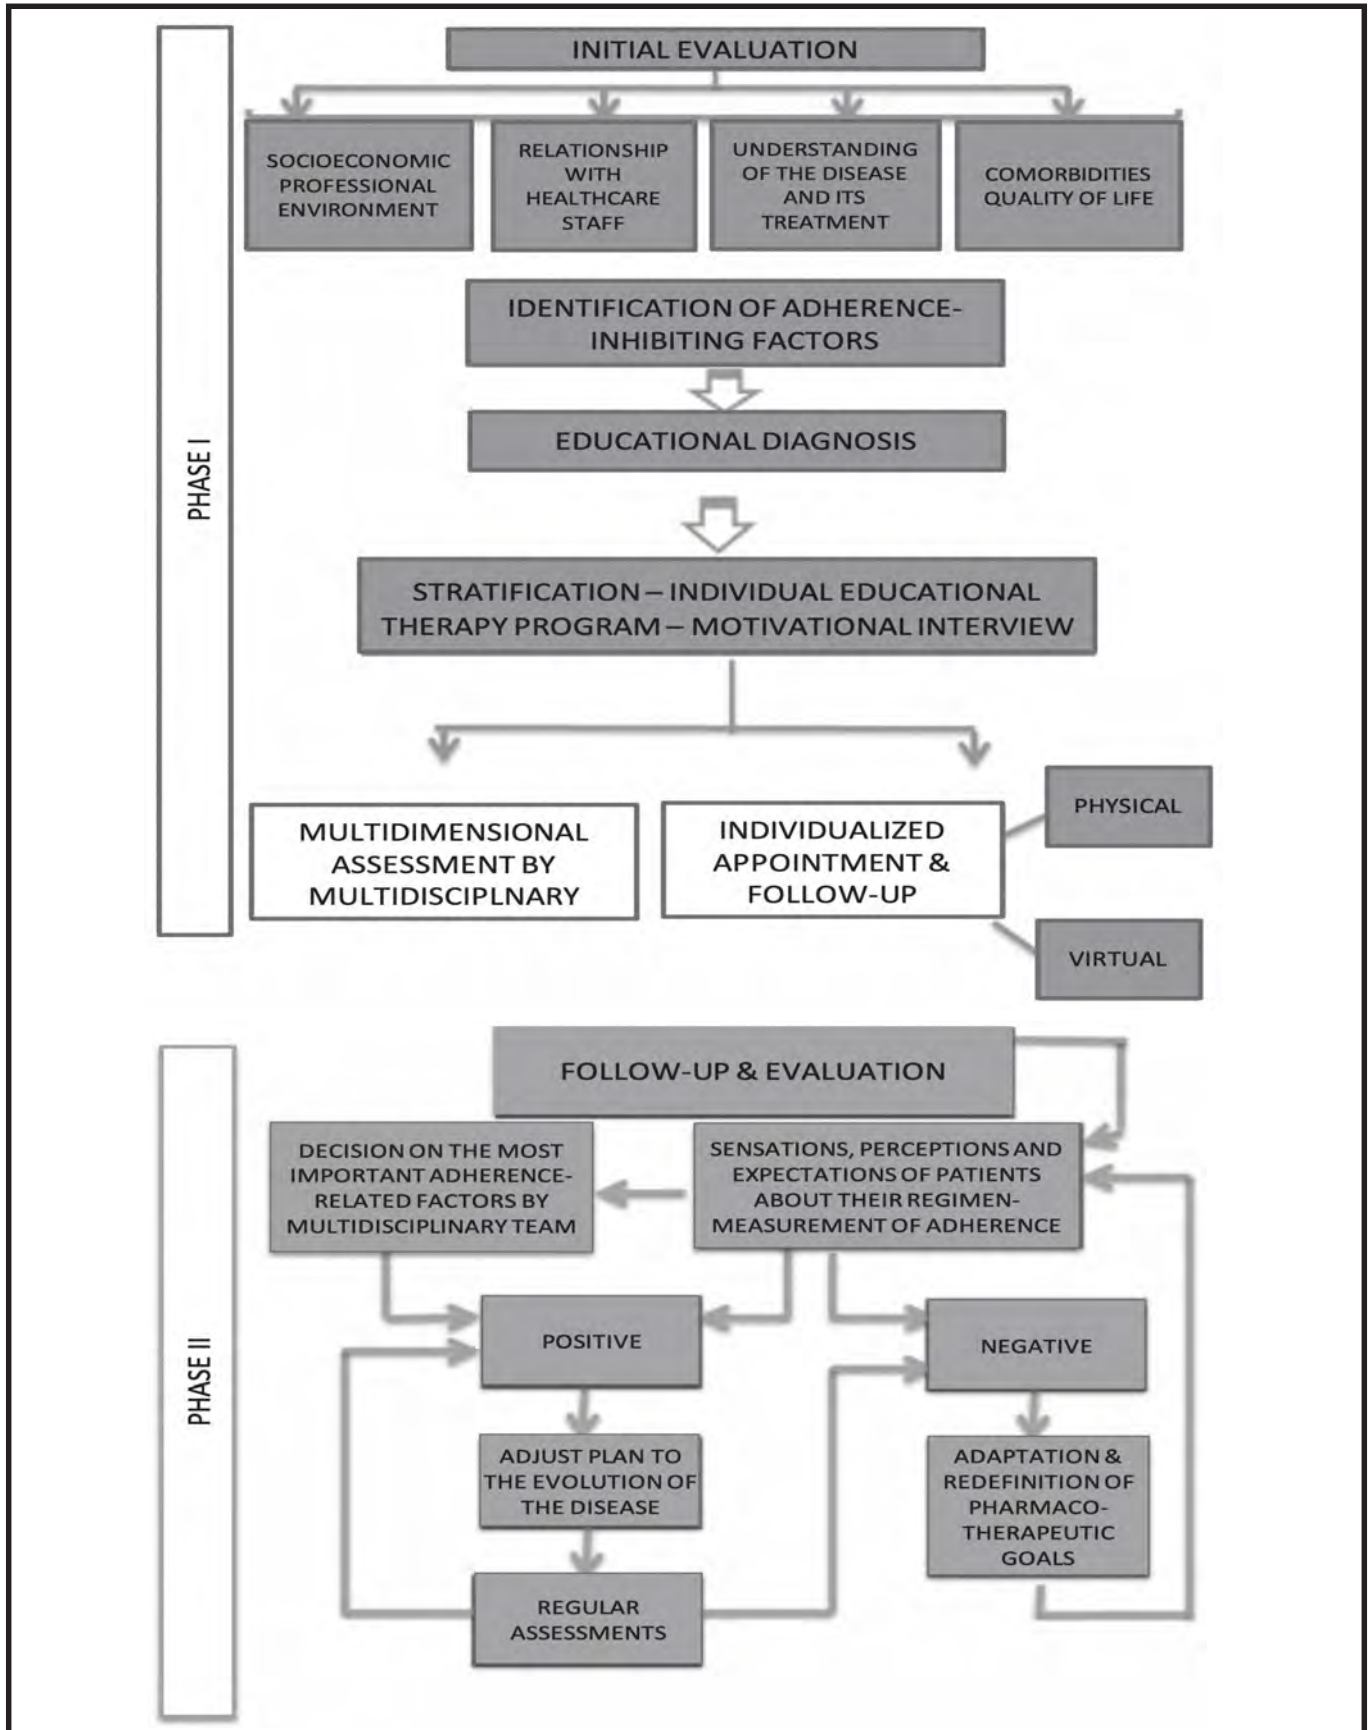 PHASE I
INITIAL EVALUATION
SOCIOECONOMIC
PROFESSIONAL
ENVIRONMENT
RELATIONSHIP
WITH
HEALTHCARE
STAFF
UNDERSTANDING
OF THE DISEASE
AND ITS
TREATMENT
COMORBIDITIES
QUALITY OF LIFE
IDENTIFICATION OF ADHERENCE-
INHIBITING FACTORS
EDUCATIONAL DIAGNOSIS
STRATIFICATION – INDIVIDUAL EDUCATIONAL
THERAPY PROGRAM – MOTIVATIONAL INTERVIEW
MULTIDIMENSIONAL
ASSESSMENT BY
MULTIDISCIPLNARY
INDIVIDUALIZED
APPOINTMENT &
FOLLOW-UP
PHYSICAL
VIRTUAL
PHASE II
FOLLOW-UP & EVALUATION
DECISION ON THE MOST
IMPORTANT ADHERENCE-
RELATED FACTORS BY
MULTIDISCIPLINARY TEAM
SENSATIONS, PERCEPTIONS AND
EXPECTATIONS OF PATIENTS
ABOUT THEIR REGIMEN-
MEASUREMENT OF ADHERENCE
POSITIVE
NEGATIVE
ADJUST PLAN TO
THE EVOLUTION OF
THE DISEASE
ADAPTATION &
REDEFINITION OF
PHARMACO-
THERAPEUTIC
GOALS
REGULAR
ASSESSMENTS